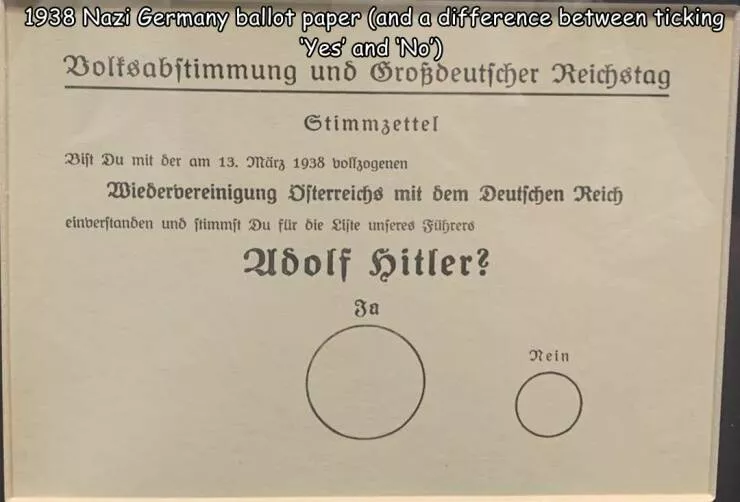 1938 Nazi Germany ballot paper (and a difference between ticking
'Yes' and 'No')
Volksabstimmung und Großdeutscher Reichstag
Stimmzettel
Bist Du mit der am 13. März 1938 vollzogenen
Wiedervereinigung Österreichs mit dem Deutschen Reich
einverstanden und stimmst Du für die Liste unseres Führers
Adolf Hitler?
Ja
Nein